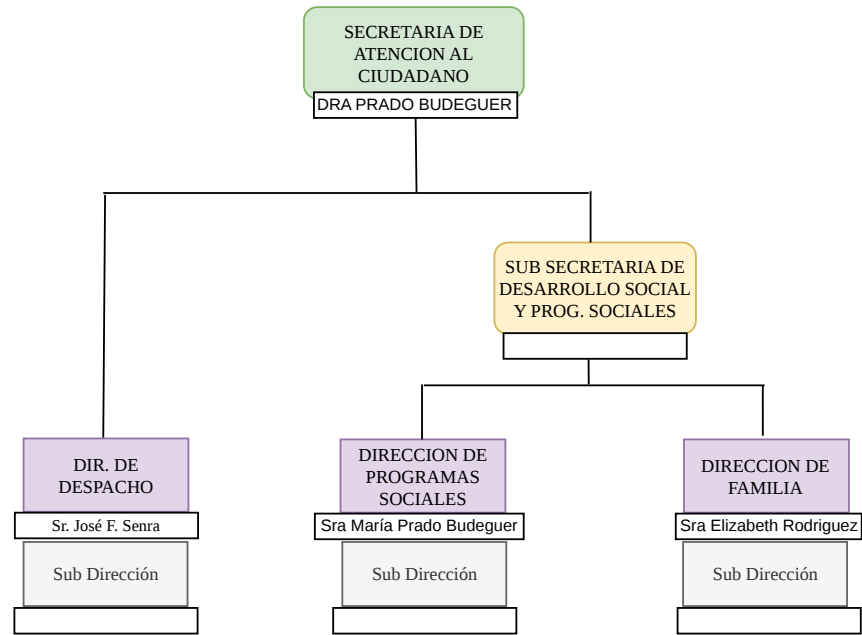 SECRETARIA DE
ATENCION AL
CIUDADANO
DRA PRADO BUDEGUER
SUB SECRETARIA DE
DESARROLLO SOCIAL
Y PROG. SOCIALES
DIR. DE
DESPACHO
Sr. José F. Senra
Sub Dirección
DIRECCION DE
PROGRAMAS
SOCIALES
Sra María Prado Budeguer
Sub Dirección
DIRECCION DE
FAMILIA
Sra Elizabeth Rodriguez
Sub Dirección